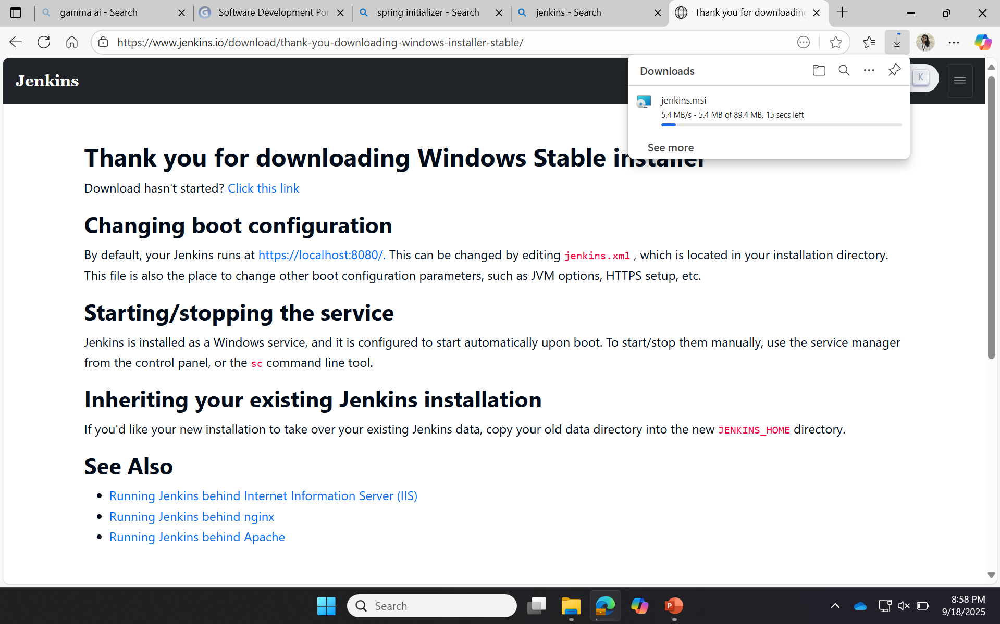 gamma ai - Search
Software Development Por
spring initializer - Search
jenkins - Search
Thank you for downloading
https://www.jenkins.io/download/thank-you-downloading-windows-installer-stable/
Jenkins
K
Downloads
jenkins.msi
5.4 MB/s - 5.4 MB of 89.4 MB, 15 secs left
See more
Thank you for downloading Windows Stable installer
Download hasn't started? Click this link
Changing boot configuration
By default, your Jenkins runs at https://localhost:8080/. This can be changed by editing jenkins.xml , which is located in your installation directory.
This file is also the place to change other boot configuration parameters, such as JVM options, HTTPS setup, etc.
Starting/stopping the service
Jenkins is installed as a Windows service, and it is configured to start automatically upon boot. To start/stop them manually, use the service manager
from the control panel, or the sc command line tool.
Inheriting your existing Jenkins installation
If you'd like your new installation to take over your existing Jenkins data, copy your old data directory into the new JENKINS_HOME directory.
See Also
Running Jenkins behind Internet Information Server (IIS)
Running Jenkins behind nginx
Running Jenkins behind Apache
Search
8:58 PM
9/18/2025